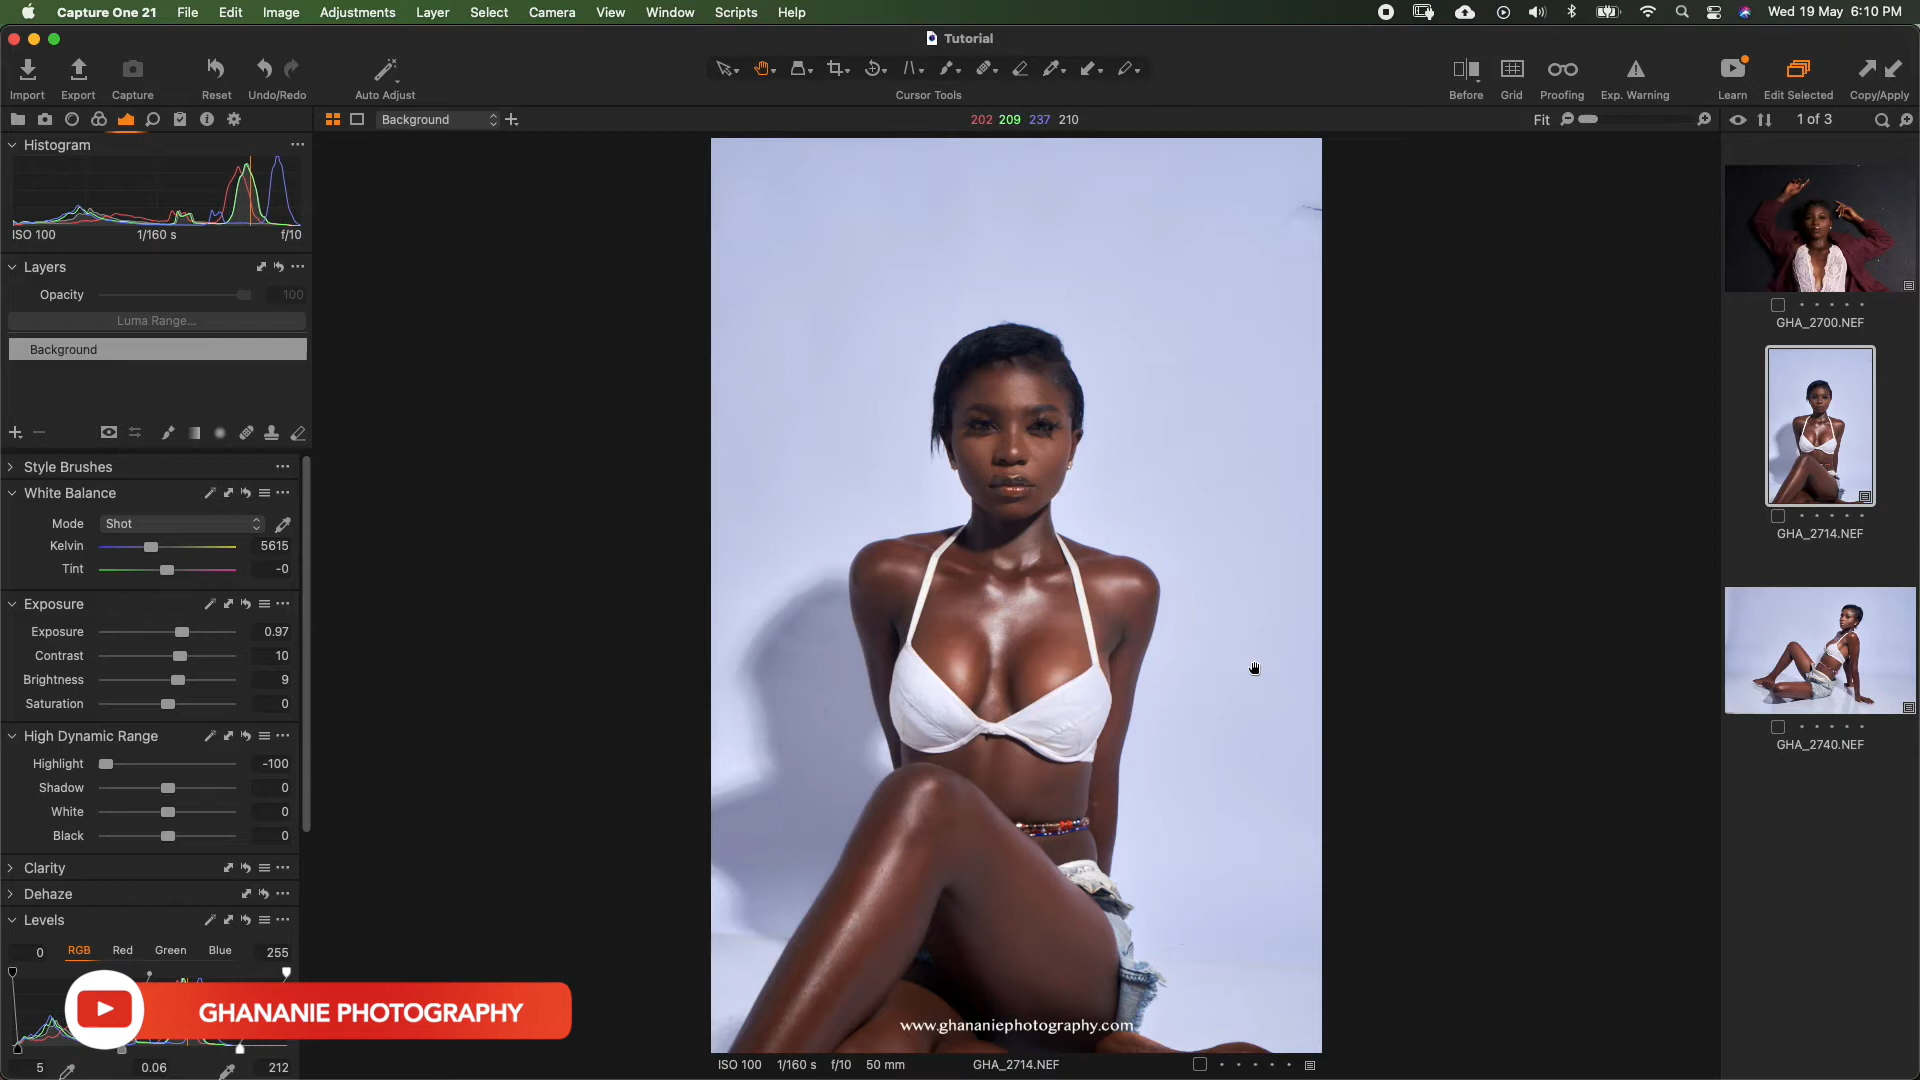 Capture One 21 File Edit Image Adjustments Layer Select Camera View Window Scripts Help Wed 19 May 6:10 PM
Tutorial
Import Export Capture Reset Undo/Redo Auto Adjust Cursor Tools Before Grid Proofing Exp. Warning Learn Edit Selected Copy/Apply
Background 202 209 237 210 Fit 1 of 3
Histogram
ISO 100 1/160 s f/10
Layers
Opacity 100
Luma Range...
Background
Style Brushes
White Balance
Mode Shot
Kelvin 5615
Tint -0
Exposure
Exposure 0.97
Contrast 10
Brightness 9
Saturation 0
High Dynamic Range
Highlight -100
Shadow 0
White 0
Black 0
Clarity
Dehaze
Levels
0 RGB Red Green Blue 255
5 0.06 212
GHANANIE PHOTOGRAPHY
www.ghananiephotography.com
ISO 100 1/160 s f/10 50 mm GHA_2714.NEF
GHA_2700.NEF
GHA_2714.NEF
GHA_2740.NEF